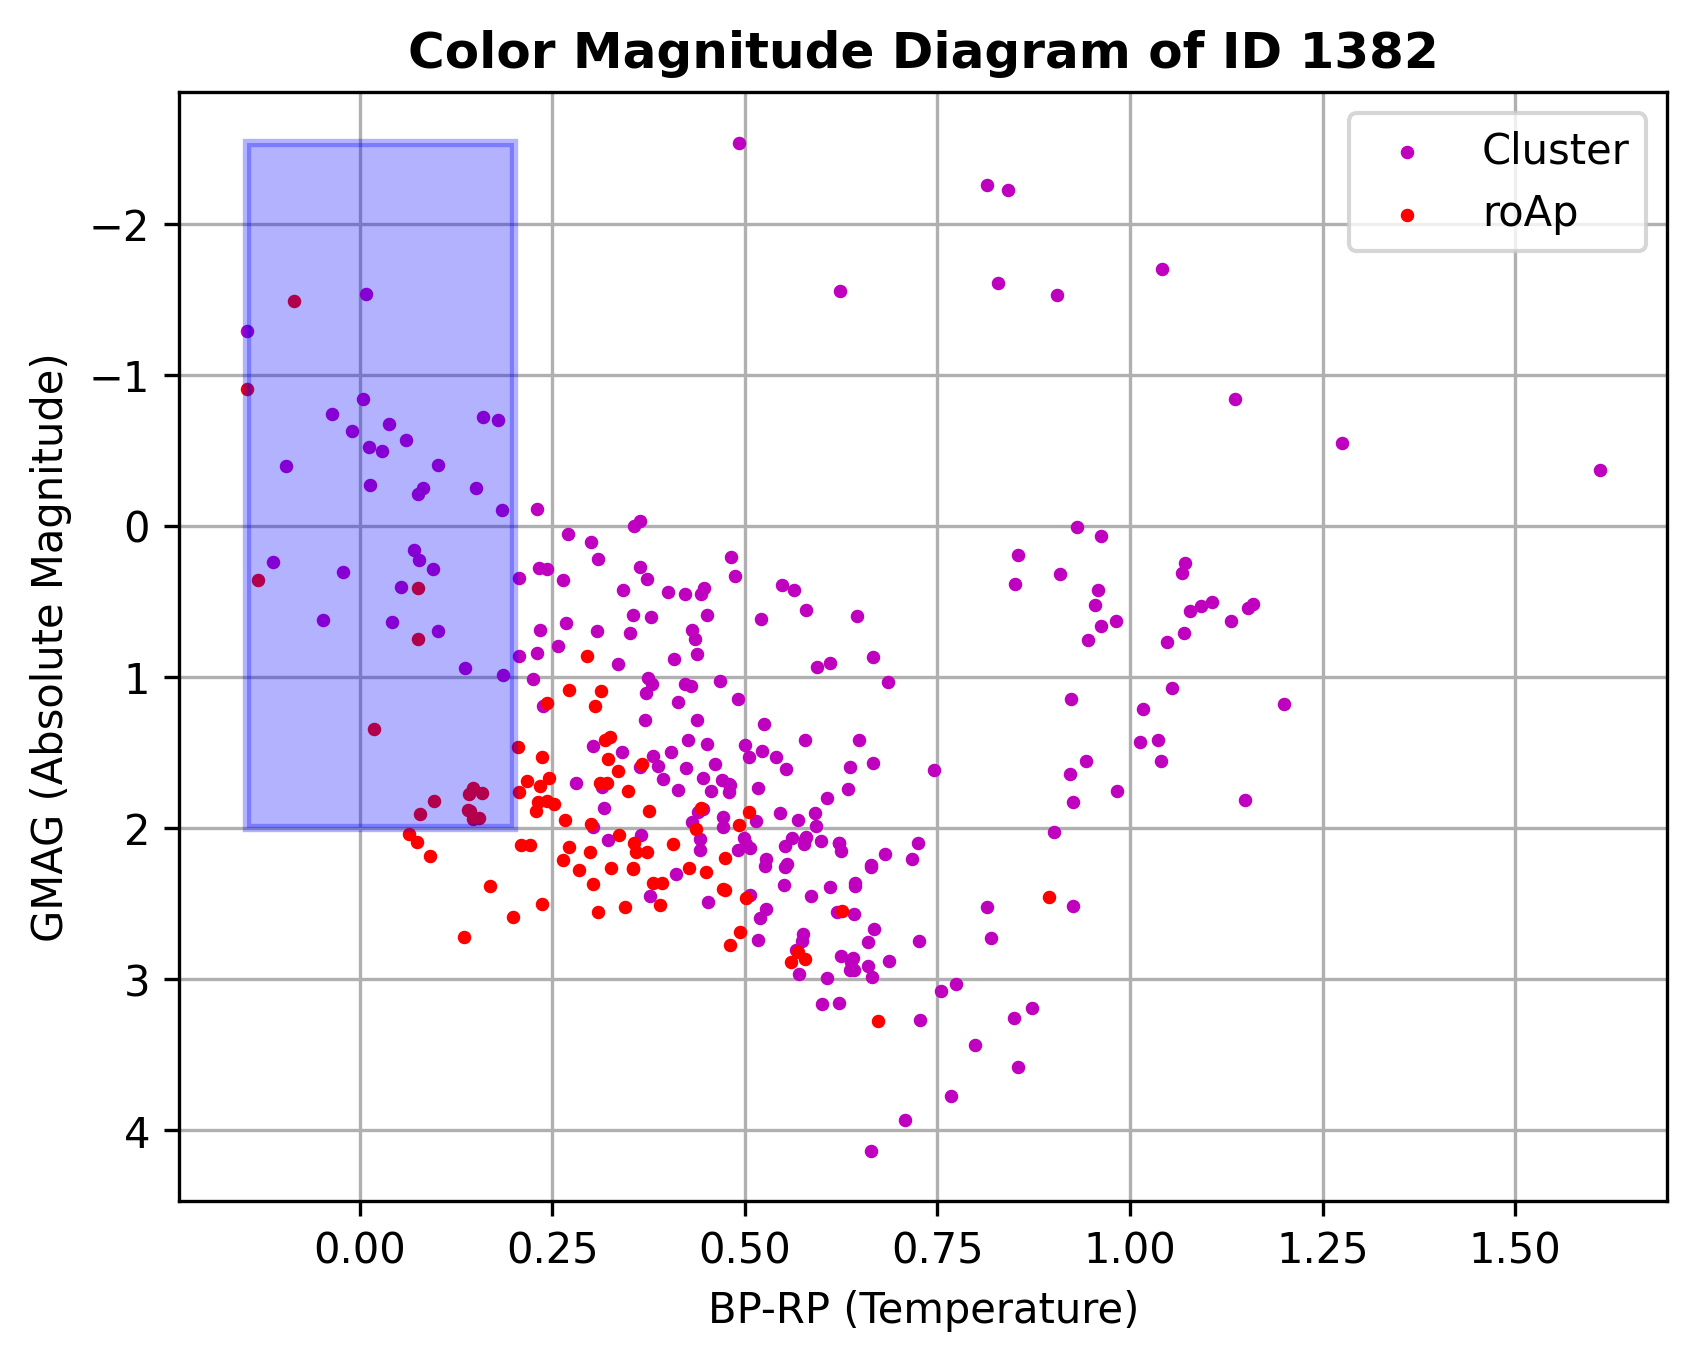 Color Magnitude Diagram of ID 1382
Cluster
roAp
GMAG (Absolute Magnitude)
−2
−1
0
1
2
3
4
0.00 0.25 0.50 0.75 1.00 1.25 1.50
BP-RP (Temperature)